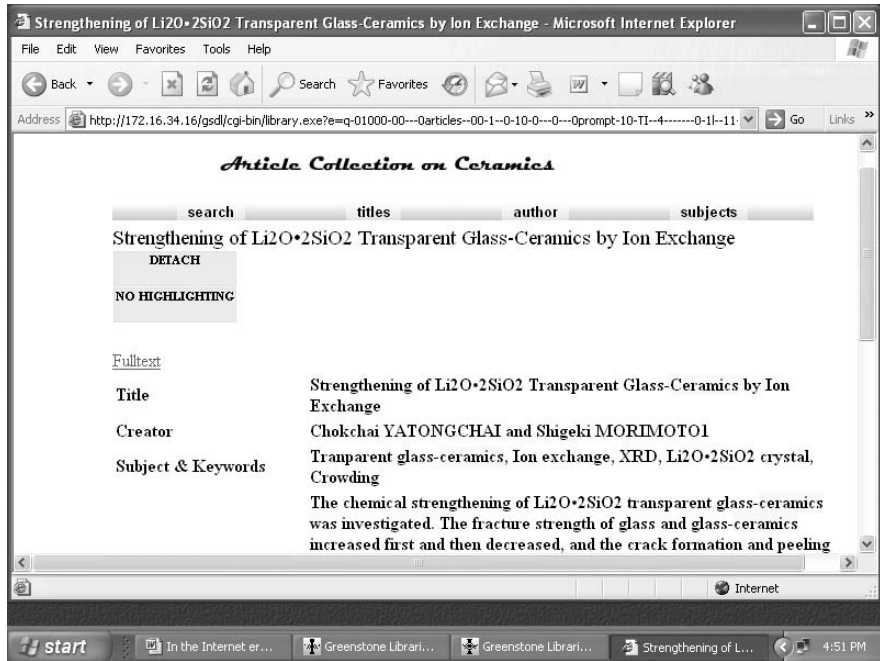 Strengthening of Li2O•2SiO2 Transparent Glass-Ceramics by Ion Exchange - Microsoft Internet Explorer
File Edit View Favorites Tools Help
Back Search Favorites
Address http://172.16.34.16/gsdl/cgi-bin/library.exe?e=q-01000-00---0articles--00-1--0-10-0---0---0prompt-10-TI--4-------0-1l--11- Go Links »
Article Collection on Ceramics
search titles author subjects
Strengthening of Li2O•2SiO2 Transparent Glass-Ceramics by Ion Exchange
DETACH
NO HIGHLIGHTING
Fulltext
Title Strengthening of Li2O•2SiO2 Transparent Glass-Ceramics by Ion
Exchange
Creator Chokchai YATONGCHAI and Shigeki MORIMOTO1
Subject & Keywords Tranparent glass-ceramics, Ion exchange, XRD, Li2O•2SiO2 crystal,
Crowding
The chemical strengthening of Li2O•2SiO2 transparent glass-ceramics
was investigated. The fracture strength of glass and glass-ceramics
increased first and then decreased, and the crack formation and peeling
Internet
start In the Internet er... Greenstone Librari... Greenstone Librari... Strengthening of L... 4:51 PM